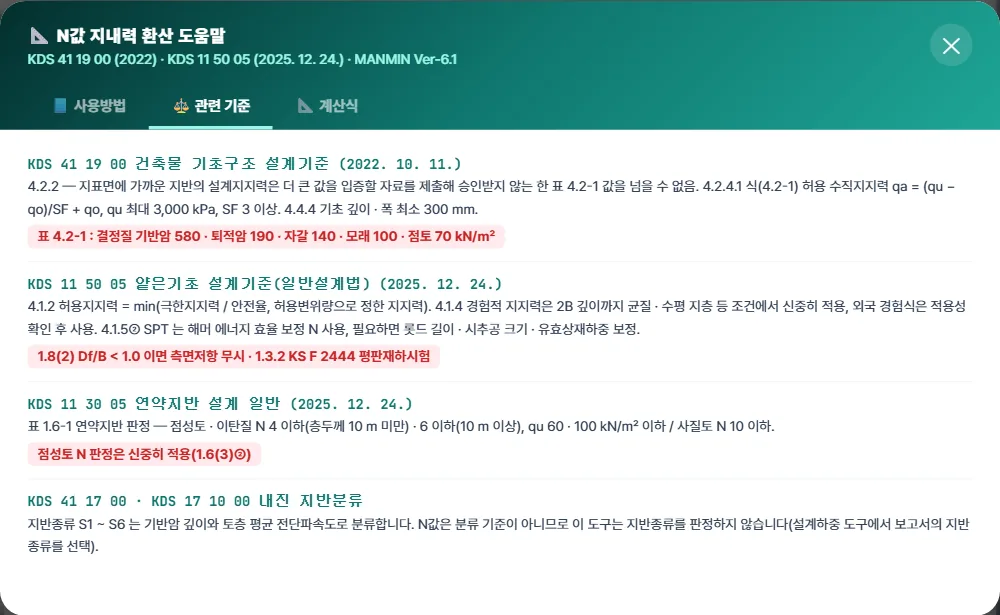 N값 지내력 환산 도움말
KDS 41 19 00 (2022) · KDS 11 50 05 (2025. 12. 24.) · MANMIN Ver-6.1
사용방법
관련 기준
계산식
KDS 41 19 00 건축물 기초구조 설계기준 (2022. 10. 11.)
4.2.2 — 지표면에 가까운 지반의 설계지지력은 더 큰 값을 입증할 자료를 제출해 승인받지 않는 한 표 4.2-1 값을 넘을 수 없음. 4.2.4.1 식(4.2-1) 허용 수직지지력 qa = (qu −
qo)/SF + qo, qu 최대 3,000 kPa, SF 3 이상. 4.4.4 기초 깊이 · 폭 최소 300 mm.
표 4.2-1 : 결정질 기반암 580 · 퇴적암 190 · 자갈 140 · 모래 100 · 점토 70 kN/m²
KDS 11 50 05 얕은기초 설계기준(일반설계법) (2025. 12. 24.)
4.1.2 허용지지력 = min(극한지지력 / 안전율, 허용변위량으로 정한 지지력). 4.1.4 경험적 지지력은 2B 깊이까지 균질 · 수평 지층 등 조건에서 신중히 적용, 외국 경험식은 적용성
확인 후 사용. 4.1.5② SPT 는 해머 에너지 효율 보정 N 사용, 필요하면 롯드 길이 · 시추공 크기 · 유효상재하중 보정.
1.8(2) Df/B < 1.0 이면 측면저항 무시 · 1.3.2 KS F 2444 평판재하시험
KDS 11 30 05 연약지반 설계 일반 (2025. 12. 24.)
표 1.6-1 연약지반 판정 — 점성토 · 이탄질 N 4 이하(층두께 10 m 미만) · 6 이하(10 m 이상), qu 60 · 100 kN/m² 이하 / 사질토 N 10 이하.
점성토 N 판정은 신중히 적용(1.6(3)②)
KDS 41 17 00 · KDS 17 10 00 내진 지반분류
지반종류 S1 ~ S6 는 기반암 깊이와 토층 평균 전단파속도로 분류합니다. N값은 분류 기준이 아니므로 이 도구는 지반종류를 판정하지 않습니다(설계하중 도구에서 보고서의 지반
종류를 선택).